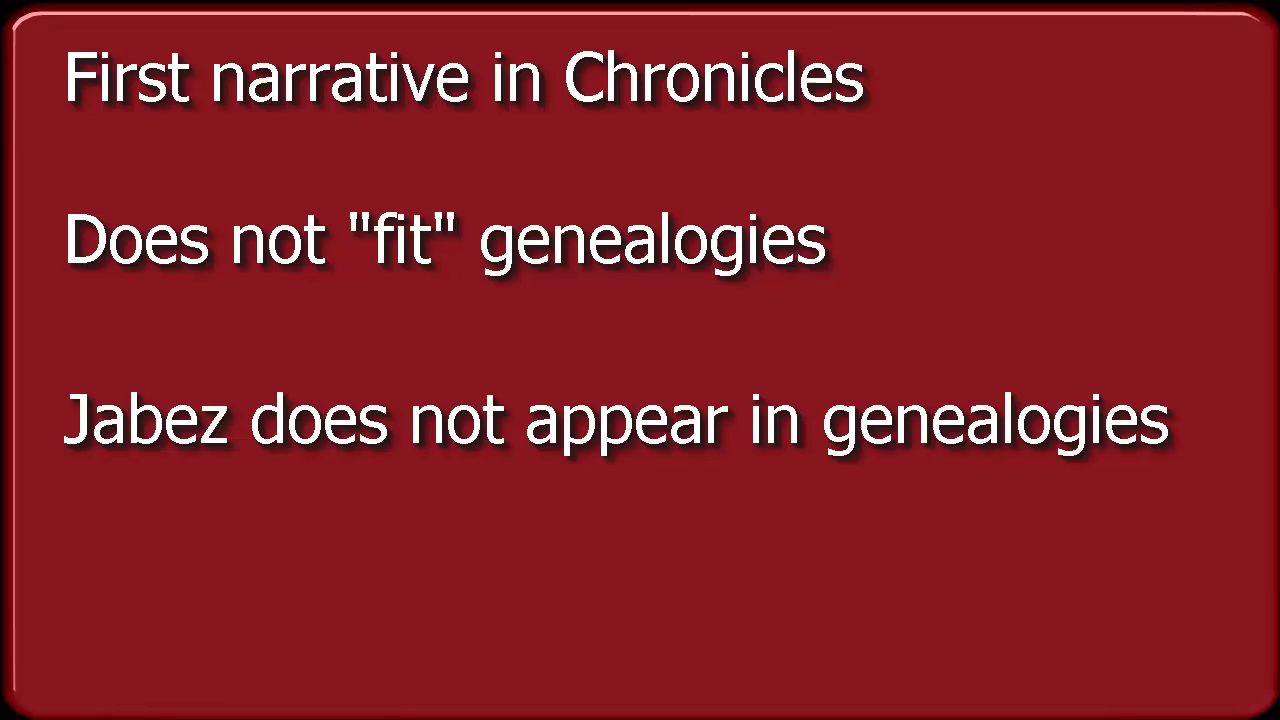 First narrative in Chronicles
Does not "fit" genealogies
Jabez does not appear in genealogies